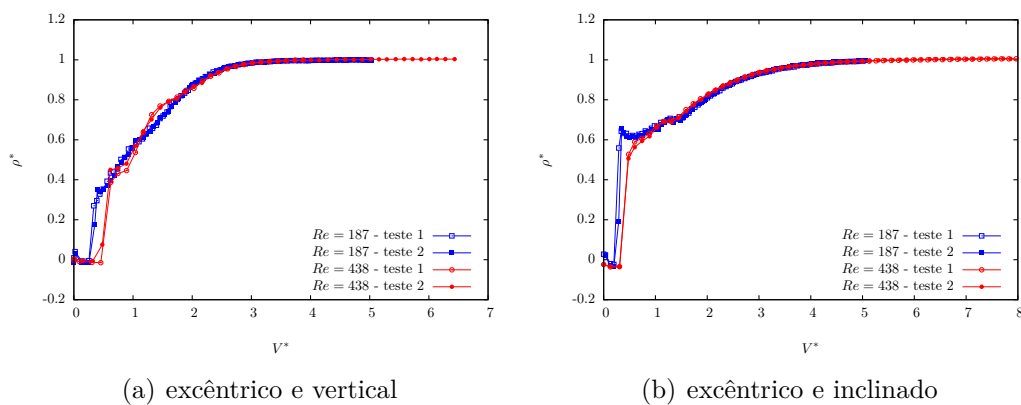 1.2
1
0.8
0.6
0.4
0.2
0
-0.2
ρ*
Re = 187 - teste 1
Re = 187 - teste 2
Re = 438 - teste 1
Re = 438 - teste 2
0 1 2 3 4 5 6 7
V*
(a) excêntrico e vertical
1.2
1
0.8
0.6
0.4
0.2
0
-0.2
ρ*
Re = 187 - teste 1
Re = 187 - teste 2
Re = 438 - teste 1
Re = 438 - teste 2
0 1 2 3 4 5 6 7 8
V*
(b) excêntrico e inclinado